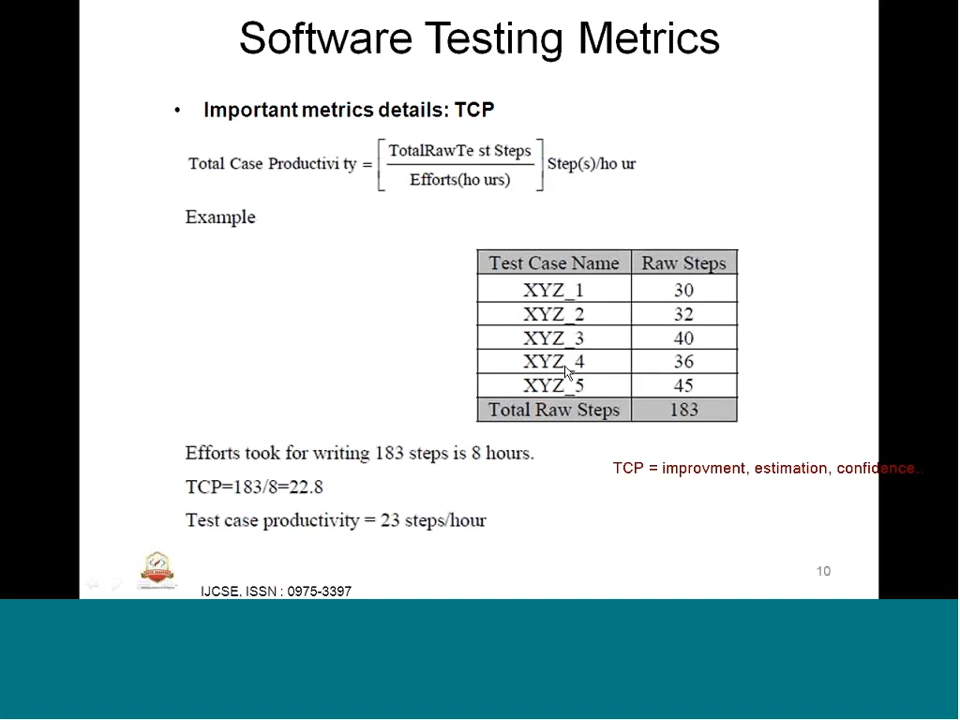 Software Testing Metrics
• Important metrics details: TCP
Total Case Productivi ty = [TotalRawTe st Steps / Efforts(ho urs)] Step(s)/ho ur
Example
Test Case Name Raw Steps
XYZ_1 30
XYZ_2 32
XYZ_3 40
XYZ_4 36
XYZ_5 45
Total Raw Steps 183
Efforts took for writing 183 steps is 8 hours.
TCP = improvment, estimation, confidence..
TCP=183/8=22.8
Test case productivity = 23 steps/hour
10
IJCSE, ISSN : 0975-3397